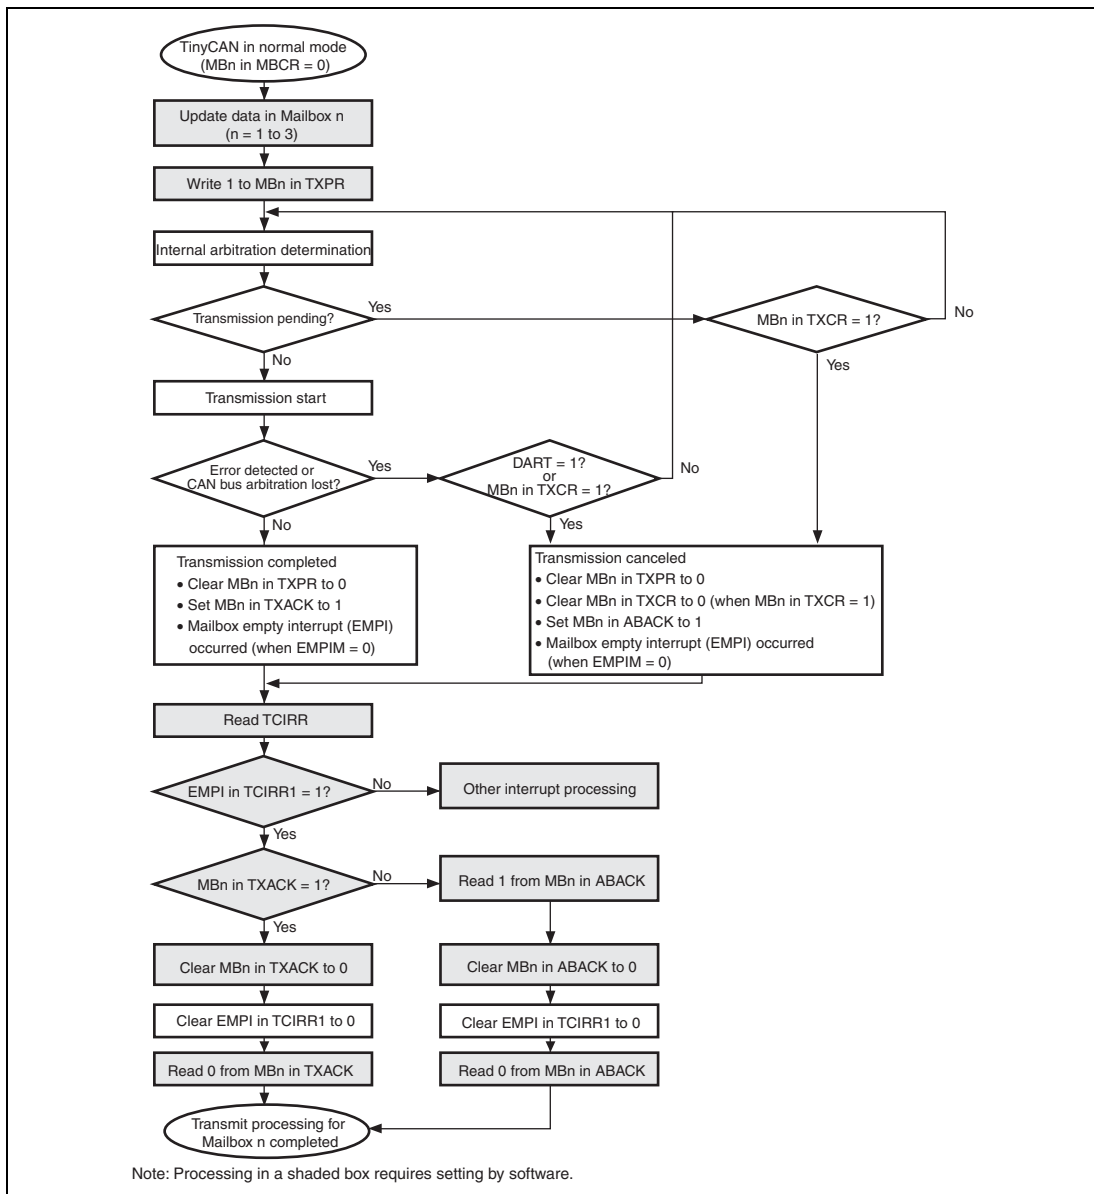 TinyCAN in normal mode
(MBn in MBCR = 0)
Update data in Mailbox n
(n = 1 to 3)
Write 1 to MBn in TXPR
Internal arbitration determination
Transmission pending?
Yes
MBn in TXCR = 1?
No
No
Yes
Transmission start
Error detected or
CAN bus arbitration lost?
Yes
DART = 1?
or
MBn in TXCR = 1?
No
No
Yes
Transmission completed
• Clear MBn in TXPR to 0
• Set MBn in TXACK to 1
• Mailbox empty interrupt (EMPI)
occurred (when EMPIM = 0)
Transmission canceled
• Clear MBn in TXPR to 0
• Clear MBn in TXCR to 0 (when MBn in TXCR = 1)
• Set MBn in ABACK to 1
• Mailbox empty interrupt (EMPI) occurred
(when EMPIM = 0)
Read TCIRR
EMPI in TCIRR1 = 1?
No
Other interrupt processing
Yes
MBn in TXACK = 1?
No
Read 1 from MBn in ABACK
Yes
Clear MBn in TXACK to 0
Clear MBn in ABACK to 0
Clear EMPI in TCIRR1 to 0
Clear EMPI in TCIRR1 to 0
Read 0 from MBn in TXACK
Read 0 from MBn in ABACK
Transmit processing for
Mailbox n completed
Note: Processing in a shaded box requires setting by software.